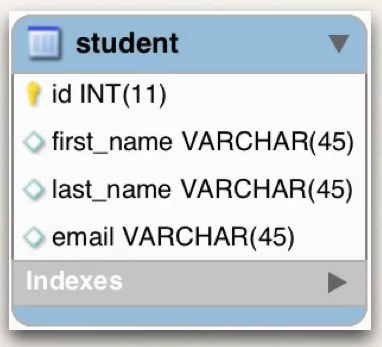 student
id INT(11)
first_name VARCHAR(45)
last_name VARCHAR(45)
email VARCHAR(45)
Indexes